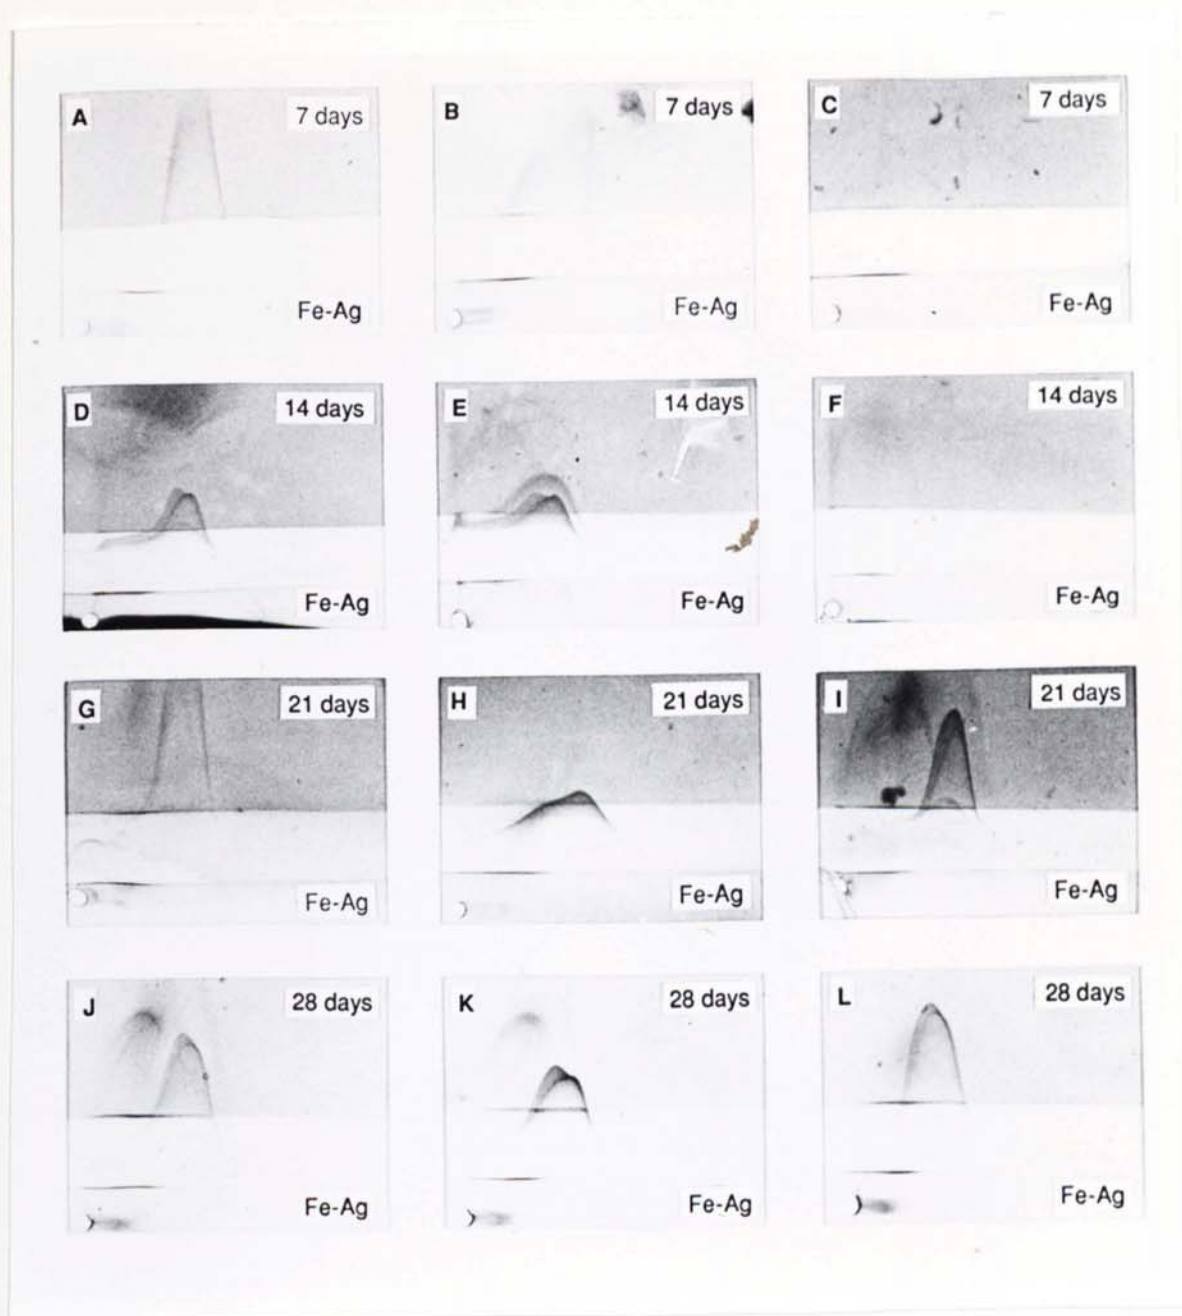 A 7 days
Fe-Ag
B 7 days
Fe-Ag
C 7 days
Fe-Ag
D 14 days
Fe-Ag
E 14 days
Fe-Ag
F 14 days
Fe-Ag
G 21 days
Fe-Ag
H 21 days
Fe-Ag
I 21 days
Fe-Ag
J 28 days
Fe-Ag
K 28 days
Fe-Ag
L 28 days
Fe-Ag